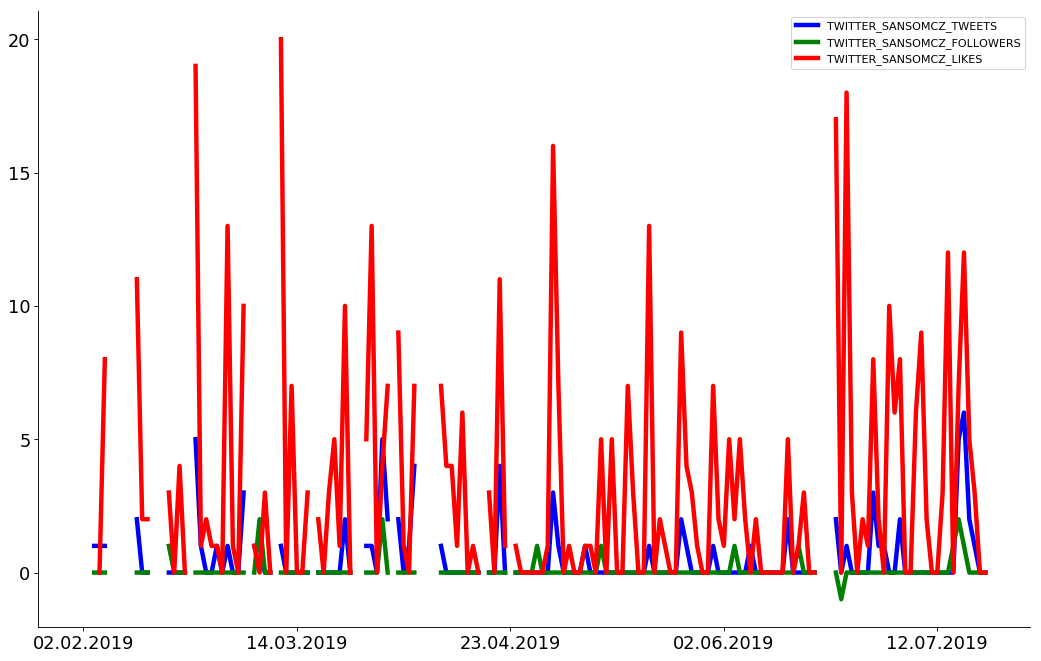 TWITTER_SANSOMCZ_TWEETS
TWITTER_SANSOMCZ_FOLLOWERS
TWITTER_SANSOMCZ_LIKES
20
15
10
5
0
02.02.2019 14.03.2019 23.04.2019 02.06.2019 12.07.2019